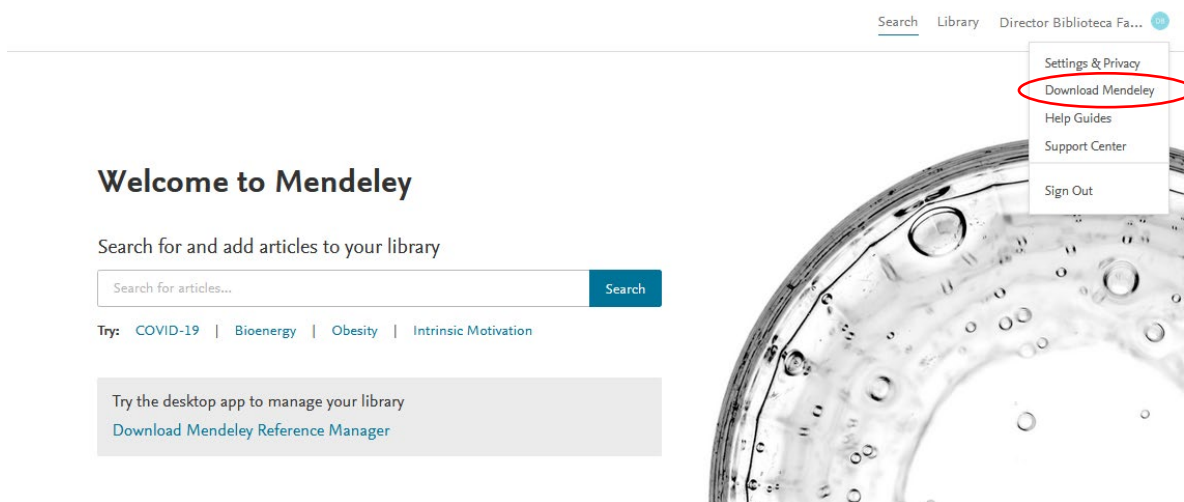 Search Library Director Biblioteca Fa... DB
Settings & Privacy
Download Mendeley
Help Guides
Support Center
Sign Out
Welcome to Mendeley
Search for and add articles to your library
Search for articles... Search
Try: COVID-19 | Bioenergy | Obesity | Intrinsic Motivation
Try the desktop app to manage your library
Download Mendeley Reference Manager